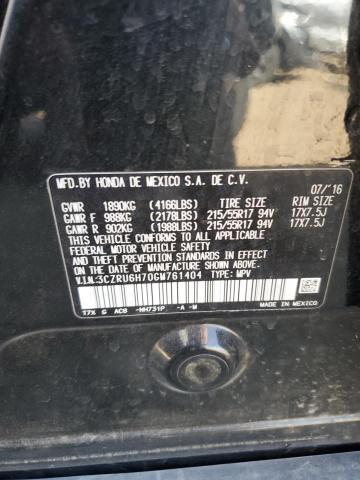 MFD.BY HONDA DE MEXICO S.A. DE C.V. 07/'16
GVWR 1890KG (4166LBS) TIRE SIZE RIM SIZE
GAWR F 988KG (2178LBS) 215/55R17 94V 17X7.5J
GAWR R 902KG (1988LBS) 215/55R17 94V 17X7.5J
THIS VEHICLE CONFORMS TO ALL APPLICABLE
FEDERAL MOTOR VEHICLE SAFETY AND THEFT
PREVENTION STANDARDS IN EFFECT ON THE DATE
OF MANUFACTURE SHOWN ABOVE.
V.I.N.:3CZRU6H70GM761404 TYPE: MPV
17X G AC6 -NH731P -A -M MADE IN MEXICO